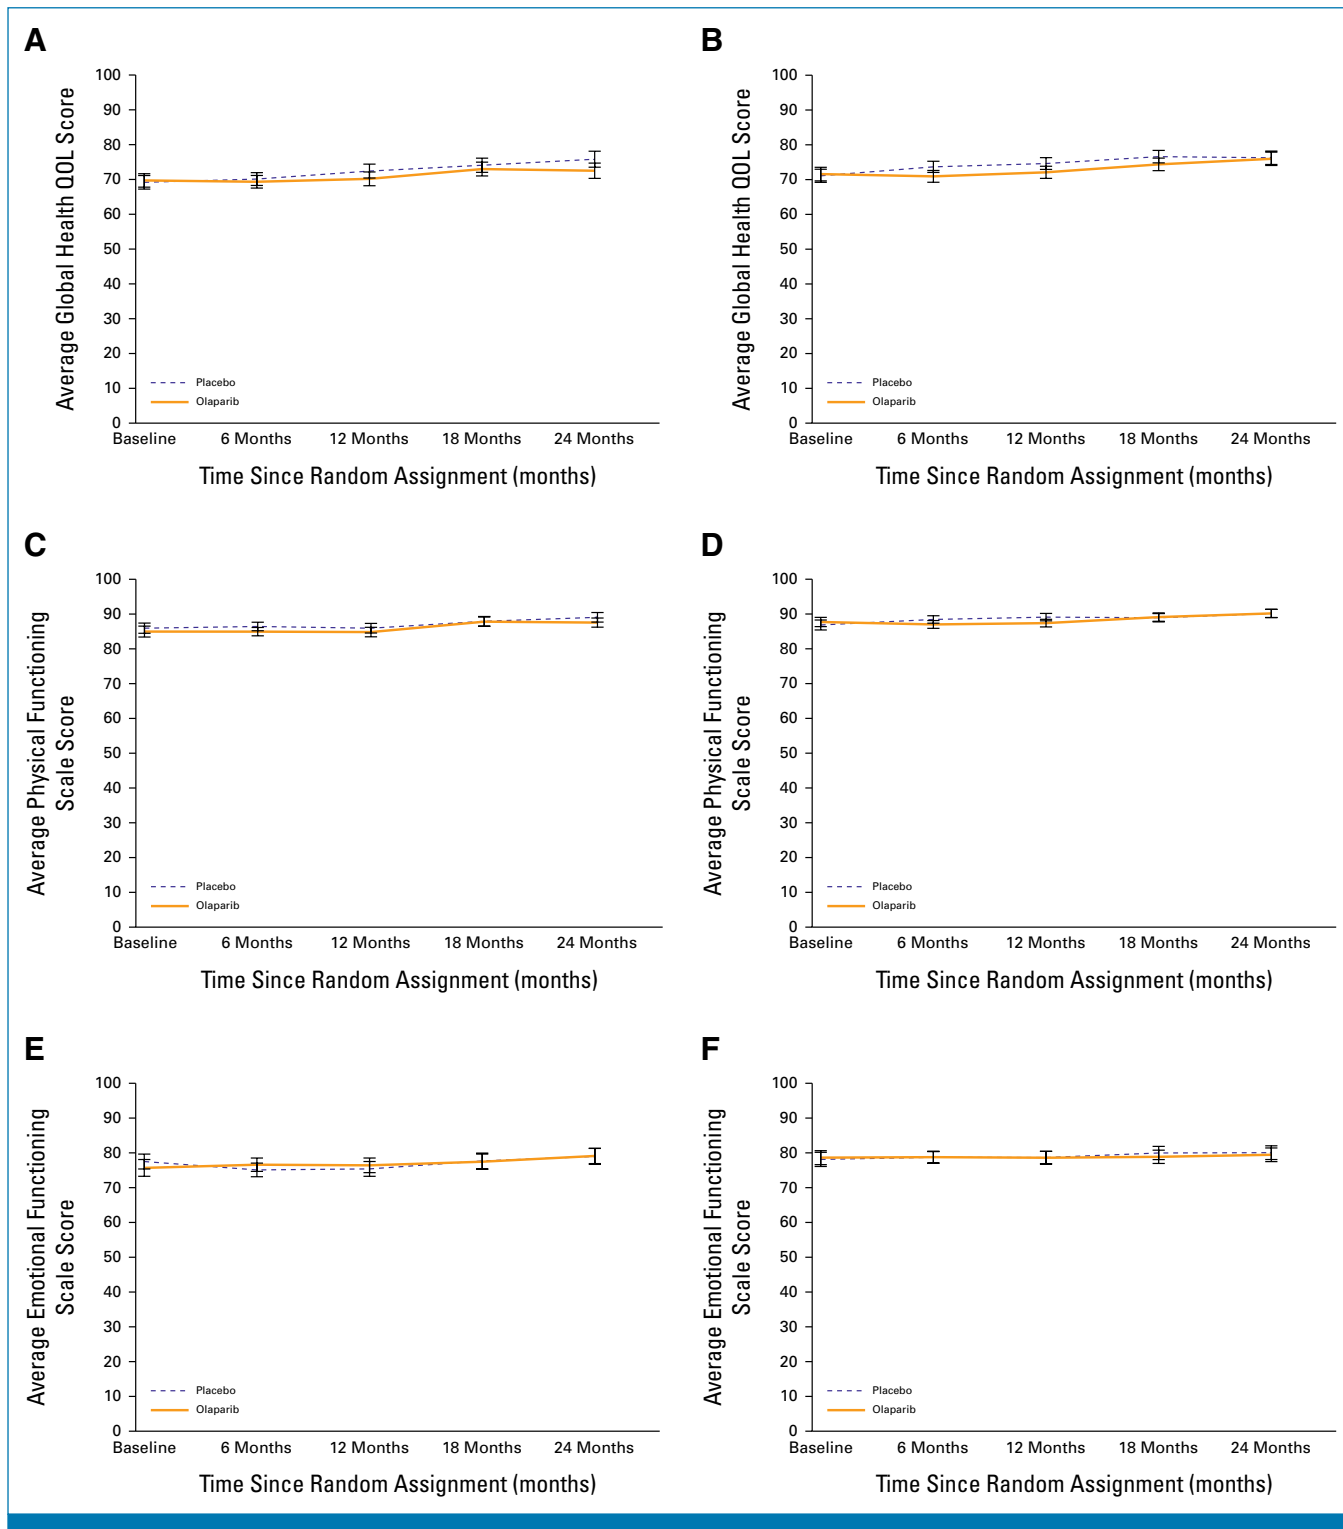 A
Average Global Health QOL Score
100
90
80
70
60
50
40
30
20
10
0
Placebo
Olaparib
Baseline 6 Months 12 Months 18 Months 24 Months
Time Since Random Assignment (months)
B
Average Global Health QOL Score
100
90
80
70
60
50
40
30
20
10
0
Placebo
Olaparib
Baseline 6 Months 12 Months 18 Months 24 Months
Time Since Random Assignment (months)
C
Average Physical Functioning
Scale Score
100
90
80
70
60
50
40
30
20
10
0
Placebo
Olaparib
Baseline 6 Months 12 Months 18 Months 24 Months
Time Since Random Assignment (months)
D
Average Physical Functioning
Scale Score
100
90
80
70
60
50
40
30
20
10
0
Placebo
Olaparib
Baseline 6 Months 12 Months 18 Months 24 Months
Time Since Random Assignment (months)
E
Average Emotional Functioning
Scale Score
100
90
80
70
60
50
40
30
20
10
0
Placebo
Olaparib
Baseline 6 Months 12 Months 18 Months 24 Months
Time Since Random Assignment (months)
F
Average Emotional Functioning
Scale Score
100
90
80
70
60
50
40
30
20
10
0
Placebo
Olaparib
Baseline 6 Months 12 Months 18 Months 24 Months
Time Since Random Assignment (months)